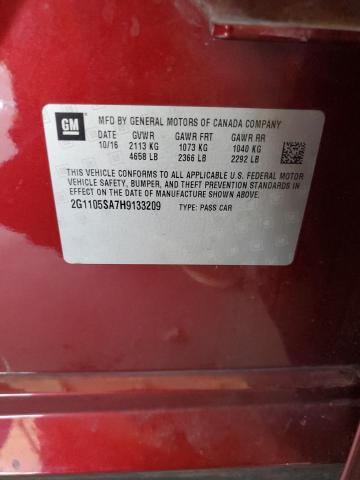 GM
MFD BY GENERAL MOTORS OF CANADA COMPANY
DATE GVWR GAWR FRT GAWR RR
10/16 2113 KG 1073 KG 1040 KG
4658 LB 2366 LB 2292 LB
THIS VEHICLE CONFORMS TO ALL APPLICABLE U.S. FEDERAL MOTOR
VEHICLE SAFETY, BUMPER, AND THEFT PREVENTION STANDARDS IN
EFFECT ON THE DATE OF MANUFACTURE SHOWN ABOVE.
2G1105SA7H9133209 TYPE: PASS CAR